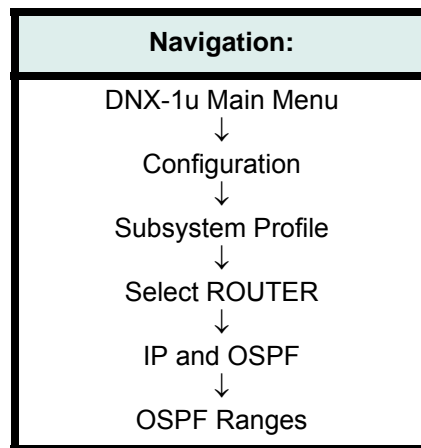 Navigation:
DNX-1u Main Menu
↓
Configuration
↓
Subsystem Profile
↓
Select ROUTER
↓
IP and OSPF
↓
OSPF Ranges